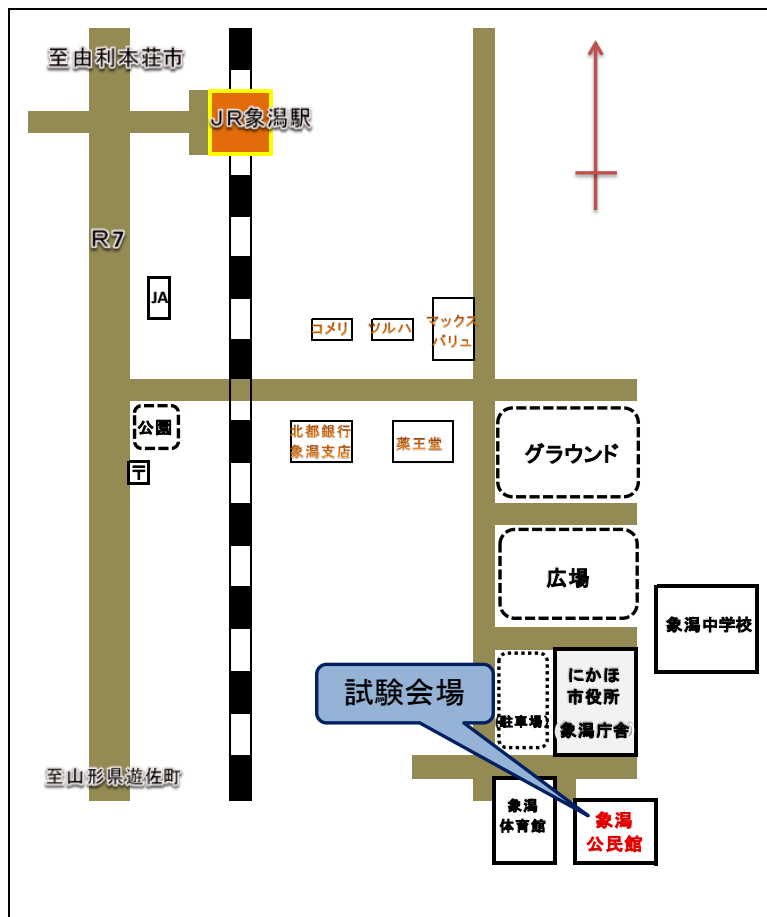 至由利本荘市
JR象潟駅
R7
JA
コメリ
ツルハ
マックス
バリュ
公園
〒
北都銀行
象潟支店
薬王堂
グラウンド
広場
象潟中学校
にかほ
市役所
(象潟庁舎)
(駐車場)
試験会場
至山形県遊佐町
象潟
体育館
象潟
公民館